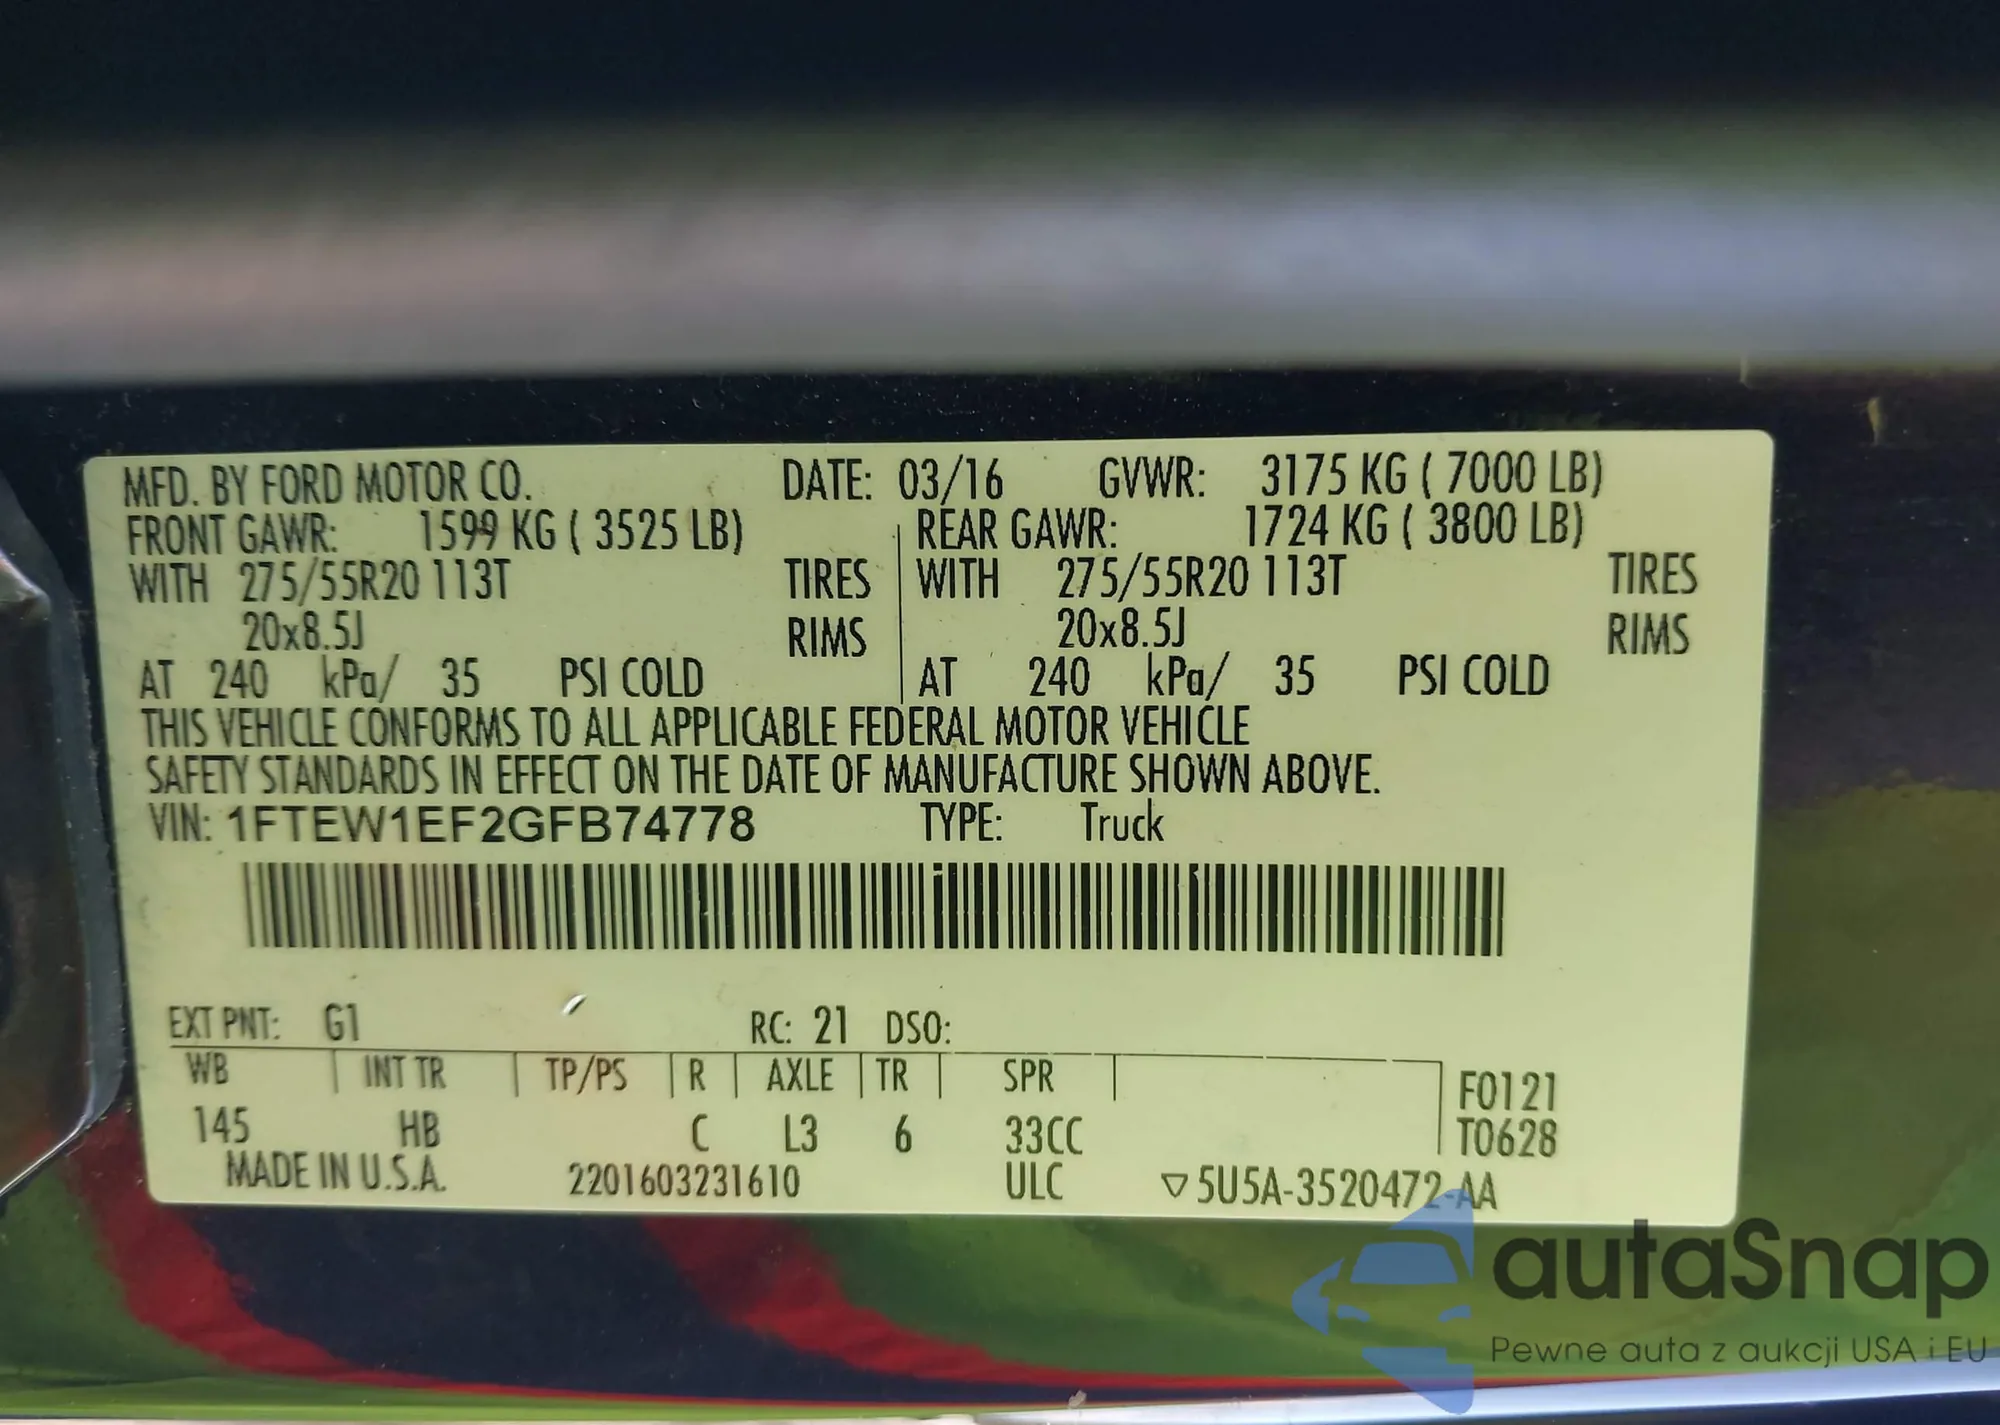 MFD. BY FORD MOTOR CO. DATE: 03/16 GVWR: 3175 KG ( 7000 LB)
FRONT GAWR: 1599 KG ( 3525 LB) REAR GAWR: 1724 KG ( 3800 LB)
WITH 275/55R20 113T TIRES WITH 275/55R20 113T TIRES
20x8.5J RIMS 20x8.5J RIMS
AT 240 kPa/ 35 PSI COLD AT 240 kPa/ 35 PSI COLD
THIS VEHICLE CONFORMS TO ALL APPLICABLE FEDERAL MOTOR VEHICLE
SAFETY STANDARDS IN EFFECT ON THE DATE OF MANUFACTURE SHOWN ABOVE.
VIN: 1FTEW1EF2GFB74778 TYPE: Truck
EXT PNT: G1 RC: 21 DSO:
WB INT TR TP/PS R AXLE TR SPR F0121
145 HB C L3 6 33CC T0628
MADE IN U.S.A. 2201603231610 ULC ▽5U5A-3520472-AA
autaSnap
Pewne auta z aukcji USA i EU